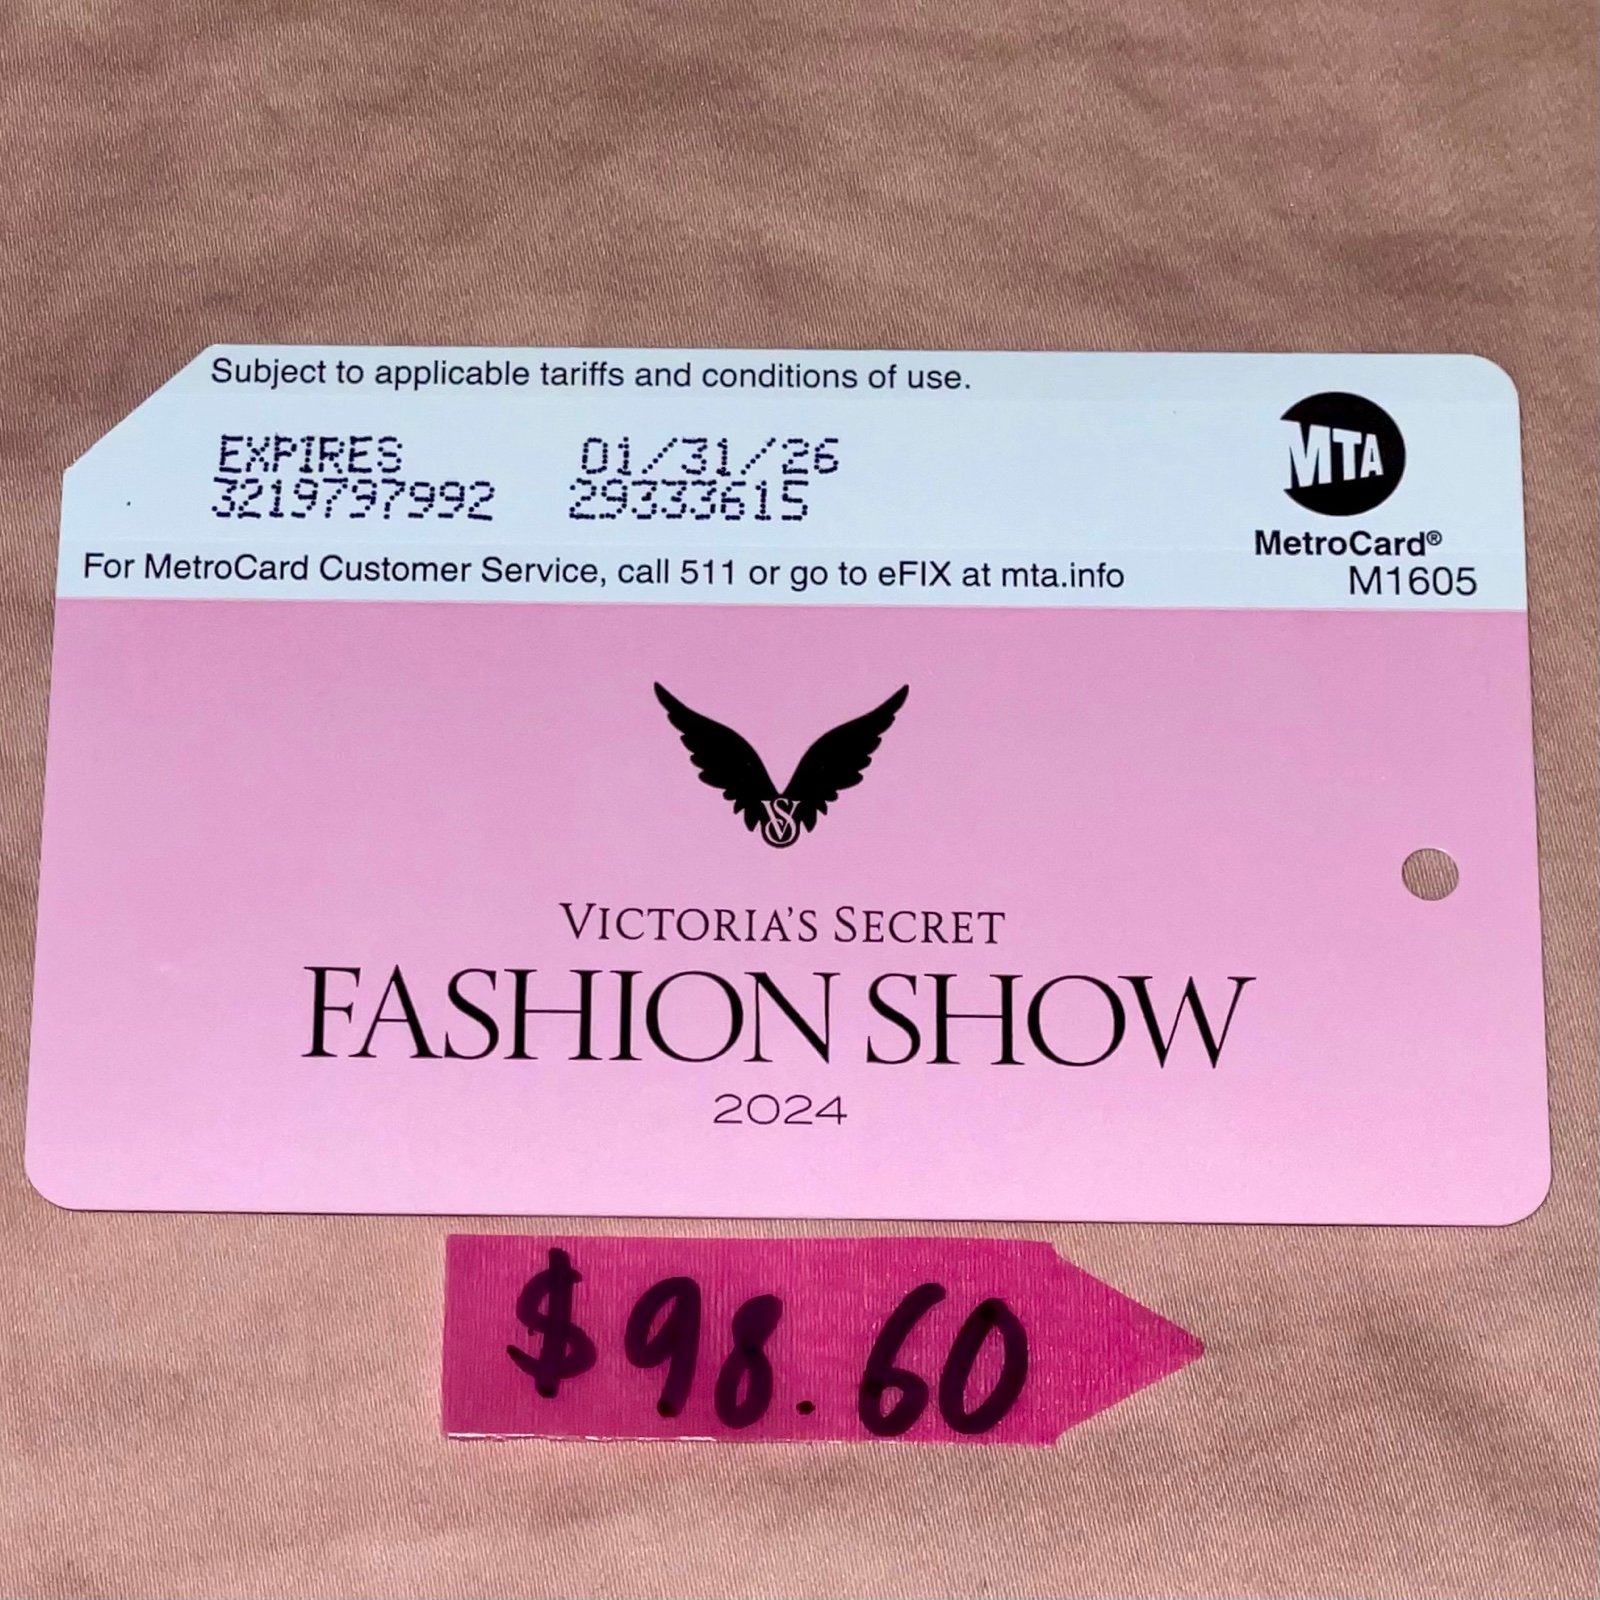 Subject to applicable tariffs and conditions of use.
EXPIRES 01/31/26
3219797992 29333615
MTA
MetroCard®
For MetroCard Customer Service, call 511 or go to eFIX at mta.info
M1605
VS
VICTORIA'S SECRET
FASHION SHOW
2024
$98.60